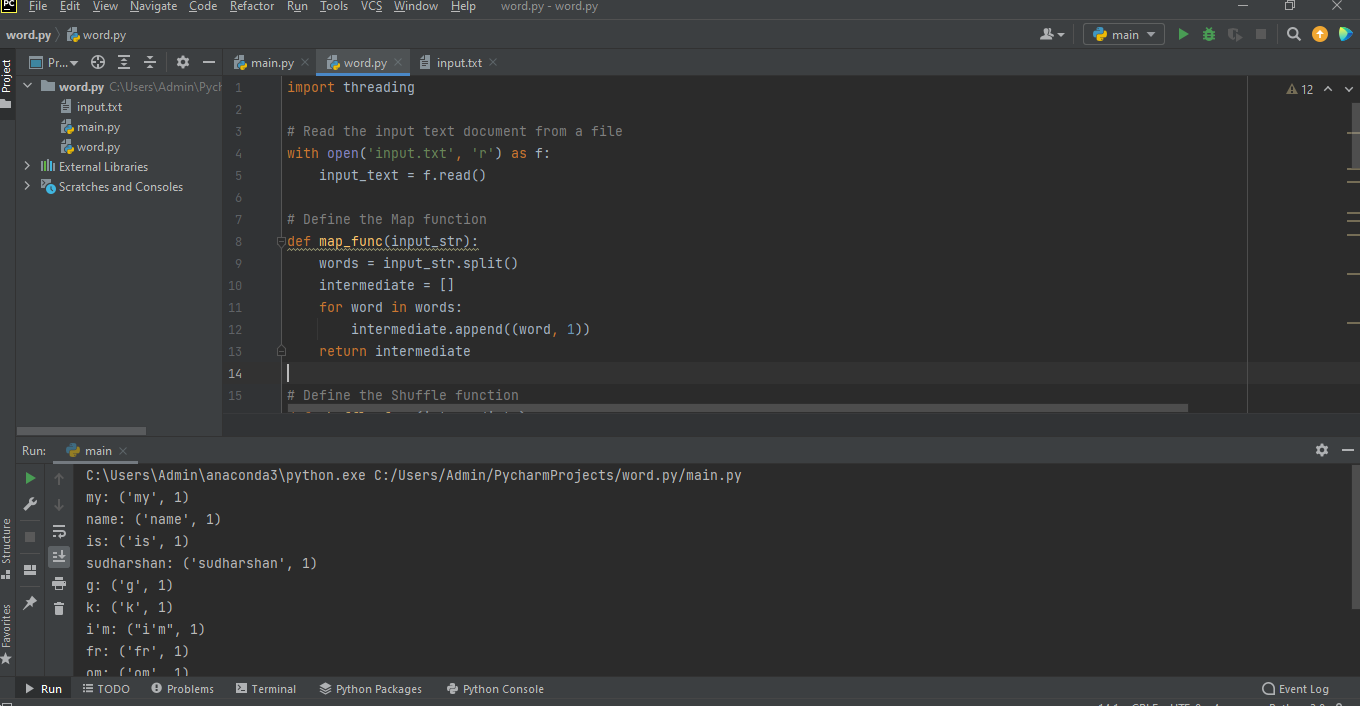 PC File Edit View Navigate Code Refactor Run Tools VCS Window Help word.py - word.py
word.py word.py main
Project Pr... main.py word.py input.txt
word.py C:\Users\Admin\Pych
input.txt
main.py
word.py
External Libraries
Scratches and Consoles
12
1 import threading
2
3 # Read the input text document from a file
4 with open('input.txt', 'r') as f:
5 input_text = f.read()
6
7 # Define the Map function
8 def map_func(input_str):
9 words = input_str.split()
10 intermediate = []
11 for word in words:
12 intermediate.append((word, 1))
13 return intermediate
14
15 # Define the Shuffle function
Run: main
C:\Users\Admin\anaconda3\python.exe C:/Users/Admin/PycharmProjects/word.py/main.py
my: ('my', 1)
name: ('name', 1)
is: ('is', 1)
sudharshan: ('sudharshan', 1)
g: ('g', 1)
k: ('k', 1)
i'm: ("i'm", 1)
fr: ('fr', 1)
om: ('om', 1)
Structure
Favorites
Run TODO Problems Terminal Python Packages Python Console Event Log